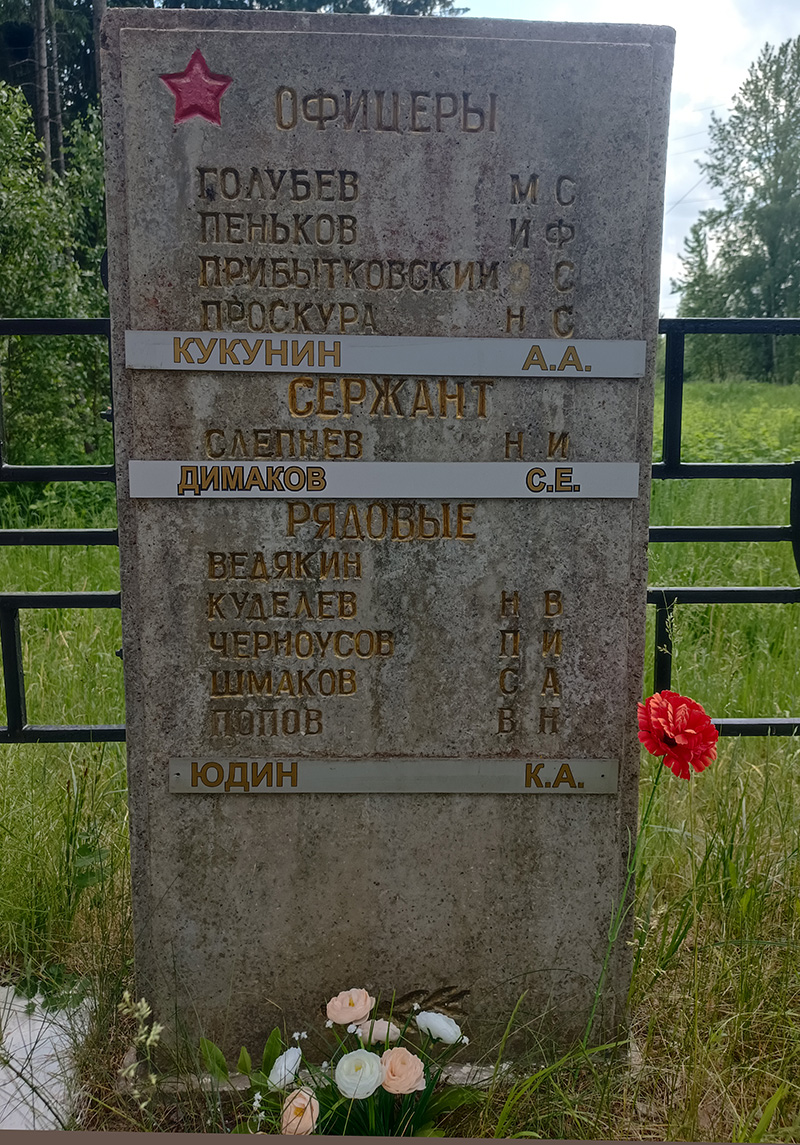 ОФИЦЕРЫ
ГОЛУБЕВ М С
ПЕНЬКОВ И Ф
ПРИБЫТКОВСКИЙ С
ПРОСКУРА Н С
КУКУНИН А.А.
СЕРЖАНТ
СЛЕПНЕВ Н И
ДИМАКОВ С.Е.
РЯДОВЫЕ
ВЕДЯКИН
КУДЕЛЕВ Н В
ЧЕРНОУСОВ П И
ШМАКОВ С А
ПОПОВ В Н
ЮДИН К.А.